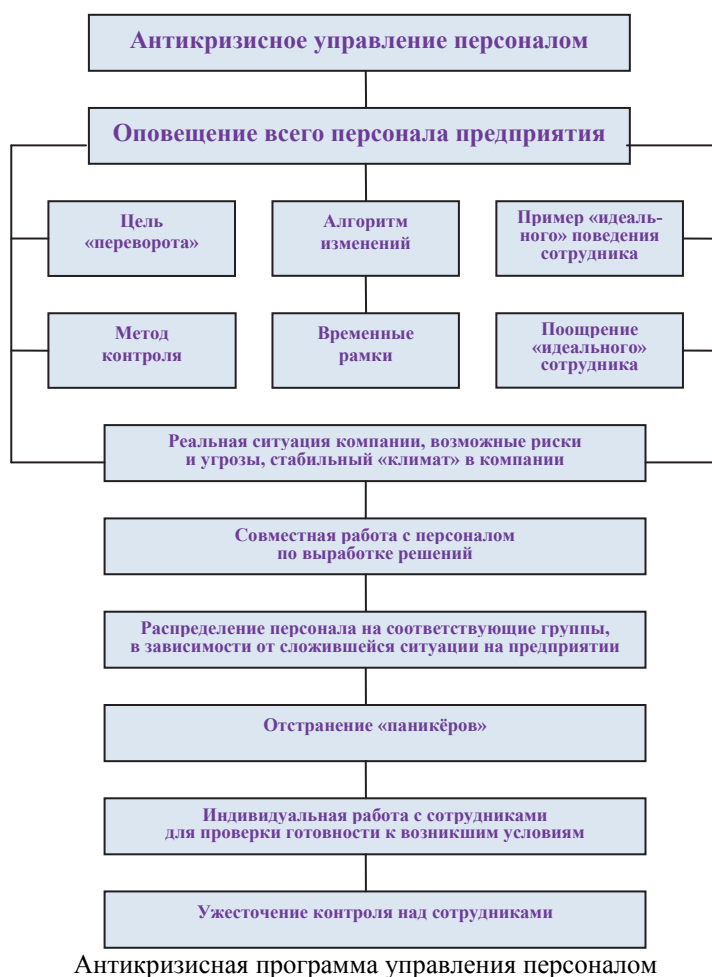 Антикризисное управление персоналом
Оповещение всего персонала предприятия
Цель
«переворота»
Алгоритм
изменений
Пример «идеаль-
ного» поведения
сотрудника
Метод
контроля
Временные
рамки
Поощрение
«идеального»
сотрудника
Реальная ситуация компании, возможные риски
и угрозы, стабильный «климат» в компании
Совместная работа с персоналом
по выработке решений
Распределение персонала на соответствующие группы,
в зависимости от сложившейся ситуации на предприятии
Отстранение «паникёров»
Индивидуальная работа с сотрудниками
для проверки готовности к возникшим условиям
Ужесточение контроля над сотрудниками
Антикризисная программа управления персоналом